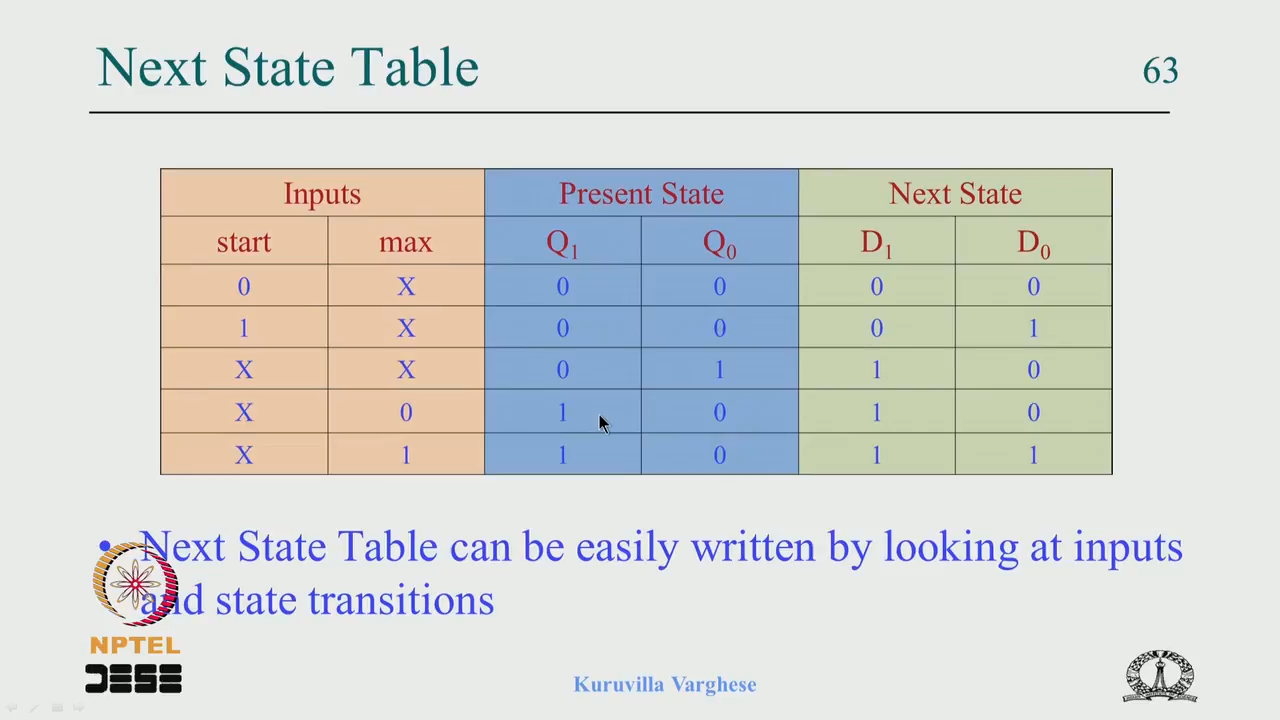 Next State Table 63
Inputs Present State Next State
start max Q1 Q0 D1 D0
0 X 0 0 0 0
1 X 0 0 0 1
X X 0 1 1 0
X 0 1 0 1 0
X 1 1 0 1 1
• Next State Table can be easily written by looking at inputs
and state transitions
NPTEL
DESE
Kuruvilla Varghese